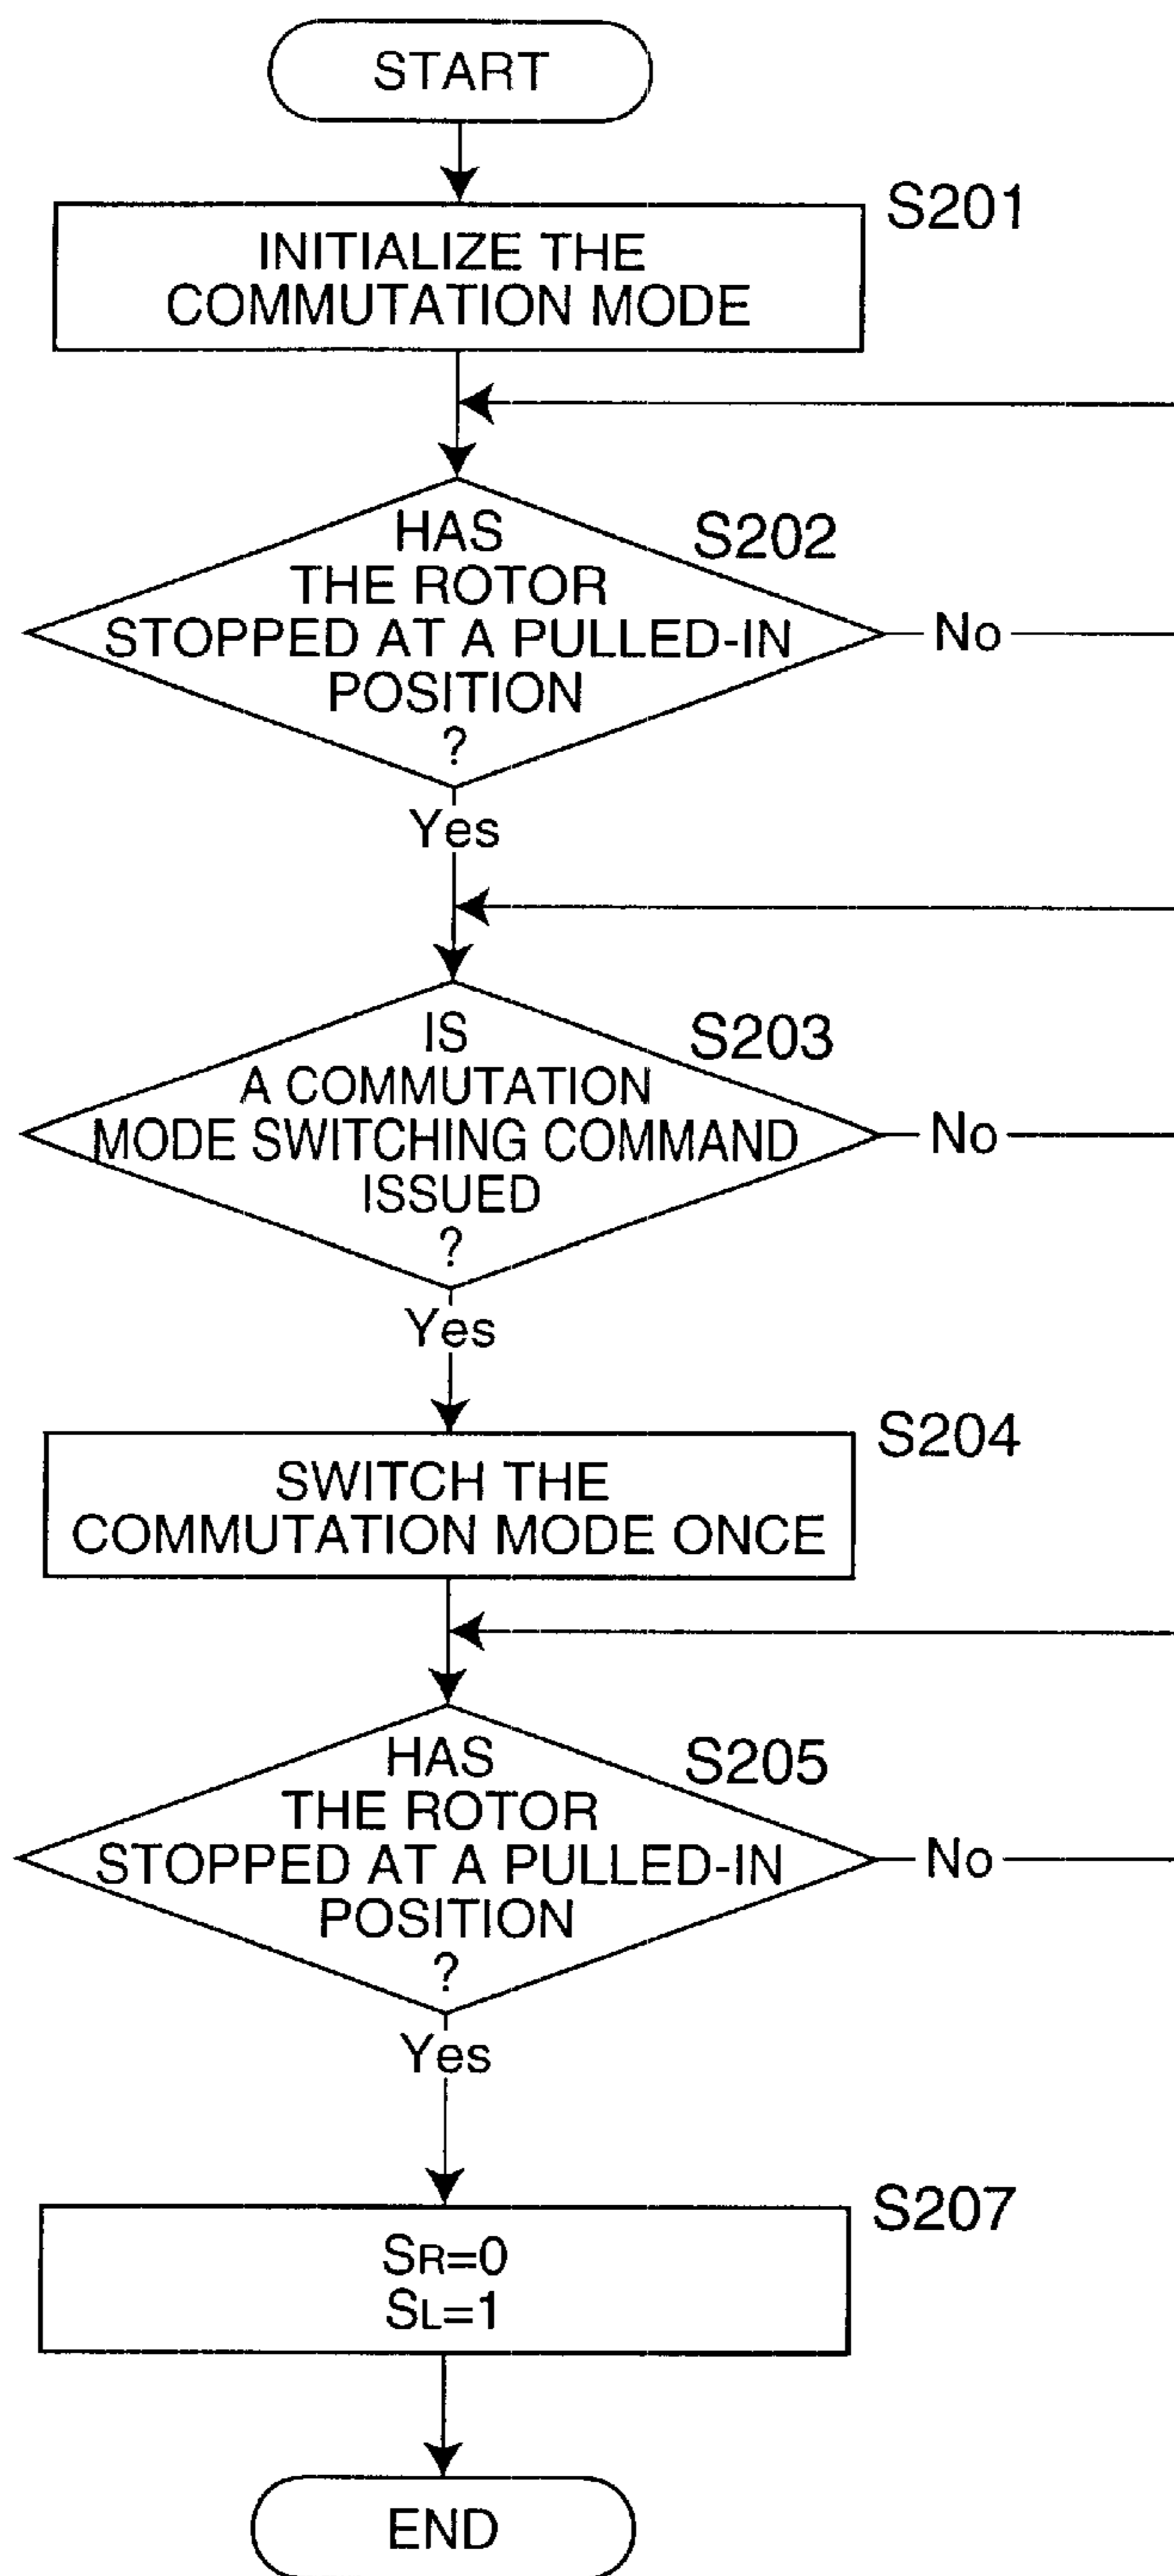 START
S201
INITIALIZE THE
COMMUTATION MODE
HAS
THE ROTOR
STOPPED AT A PULLED-IN
POSITION
?
S202
No
Yes
IS
A COMMUTATION
MODE SWITCHING COMMAND
ISSUED
?
S203
No
Yes
S204
SWITCH THE
COMMUTATION MODE ONCE
HAS
THE ROTOR
STOPPED AT A PULLED-IN
POSITION
?
S205
No
Yes
S207
SR=0
SL=1
END